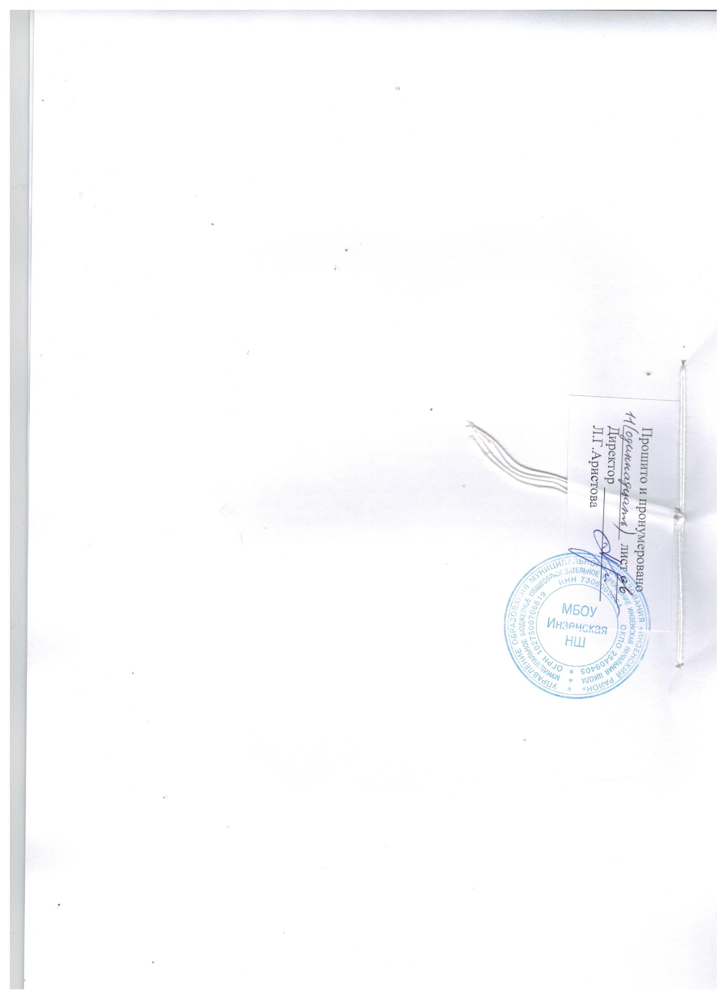 Прошито и пронумеровано
11(одиннадцать) листов
Директор
Л.Г.Аристова
УПРАВЛЕНИЕ ОБРАЗОВАНИЯ МУНИЦИПАЛЬНОГО ОБРАЗОВАНИЯ «ИНЗЕНСКИЙ РАЙОН»
МУНИЦИПАЛЬНОЕ БЮДЖЕТНОЕ ОБЩЕОБРАЗОВАТЕЛЬНОЕ УЧРЕЖДЕНИЕ ИНЗЕНСКАЯ НАЧАЛЬНАЯ ШКОЛА
ОГРН 1027300706619
ИНН
ОКПО 25409405
МБОУ
Инзенская
НШ